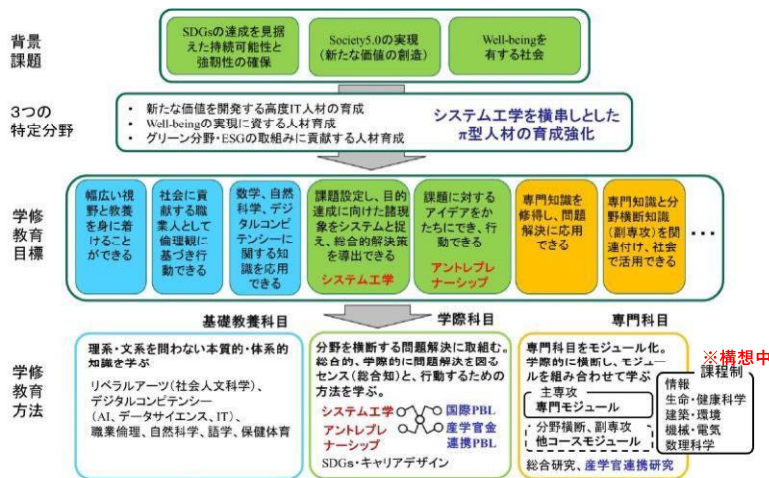 背景
課題
SDGsの達成を見据
えた持続可能性と
強靭性の確保
Society5.0の実現
(新たな価値の創造)
Well-beingを
有する社会
3つの
特定分野
• 新たな価値を開発する高度IT人材の育成
• Well-beingの実現に資する人材育成
• グリーン分野・ESGの取組みに貢献する人材育成
システム工学を横串しとした
π型人材の育成強化
学修
教育
目標
幅広い視
野と教養
を身に着
けること
ができる
社会に貢
献する職
業人として
倫理観に
基づき行
動できる
数学、自然
科学、デジ
タルコンピ
テンシーに
関する知
識を応用
できる
課題設定し、目的
達成に向けた諸現
象をシステムと捉
え、総合的解決策
を導出できる
システム工学
課題に対する
アイデアをか
たちにでき、行
動できる
アントレプレ
ナーシップ
専門知識を
修得し、問題
解決に応用
できる
専門知識と分
野横断知識
(副専攻)を関
連付け、社会
で活用できる
•••
学修
教育
方法
基礎教養科目
理系・文系を問わない本質的・体系的
知識を学ぶ
リベラルアーツ(社会人文科学)、
デジタルコンピテンシー
(AI、データサイエンス、IT)、
職業倫理、自然科学、語学、保健体育
学際科目
分野を横断する問題解決に取組む。
総合的、学際的に問題解決を図る
センス(総合知)と、行動するための
方法を学ぶ。
システム工学
アントレプレ
ナーシップ
国際PBL
産学官金
連携PBL
SDGs・キャリアデザイン
専門科目
専門科目をモジュール化。
学際的に横断し、モジュー
ルを組み合わせて学ぶ
主専攻
専門モジュール
分野横断、副専攻
他コースモジュール
総合研究、産学官連携研究
※構想中
課程制
情報
生命・健康科学
建築・環境
機械・電気
数理科学